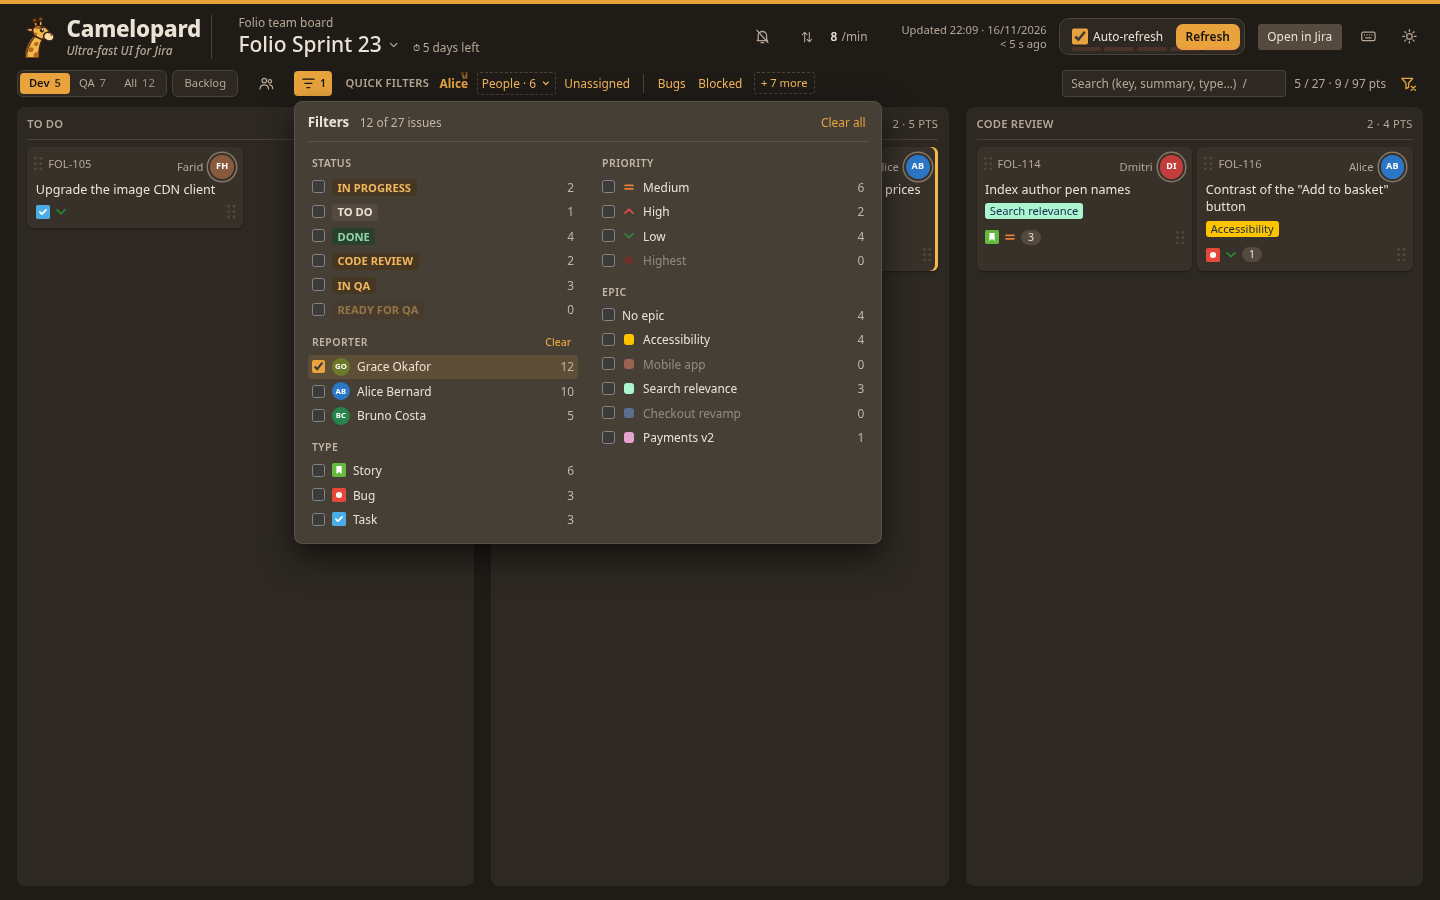 Camelopard
Ultra-fast UI for Jira
Folio team board
Folio Sprint 23
5 days left
8 /min
Updated 22:09 · 16/11/2026
< 5 s ago
Auto-refresh
Refresh
Open in Jira
Dev 5
QA 7
All 12
Backlog
1
QUICK FILTERS
Alice
People · 6
Unassigned
Bugs
Blocked
+ 7 more
Search (key, summary, type...) /
5 / 27 · 9 / 97 pts
TO DO
FOL-105
Farid
FH
Upgrade the image CDN client
Filters
12 of 27 issues
Clear all
STATUS
IN PROGRESS 2
TO DO 1
DONE 4
CODE REVIEW 2
IN QA 3
READY FOR QA 0
REPORTER
Clear
GO Grace Okafor 12
AB Alice Bernard 10
BC Bruno Costa 5
TYPE
Story 6
Bug 3
Task 3
PRIORITY
Medium 6
High 2
Low 4
Highest 0
EPIC
No epic 4
Accessibility 4
Mobile app 0
Search relevance 3
Checkout revamp 0
Payments v2 1
2 · 5 PTS
AB
prices
CODE REVIEW
2 · 4 PTS
FOL-114
Dmitri
DI
Index author pen names
Search relevance
3
FOL-116
Alice
AB
Contrast of the "Add to basket"
button
Accessibility
1